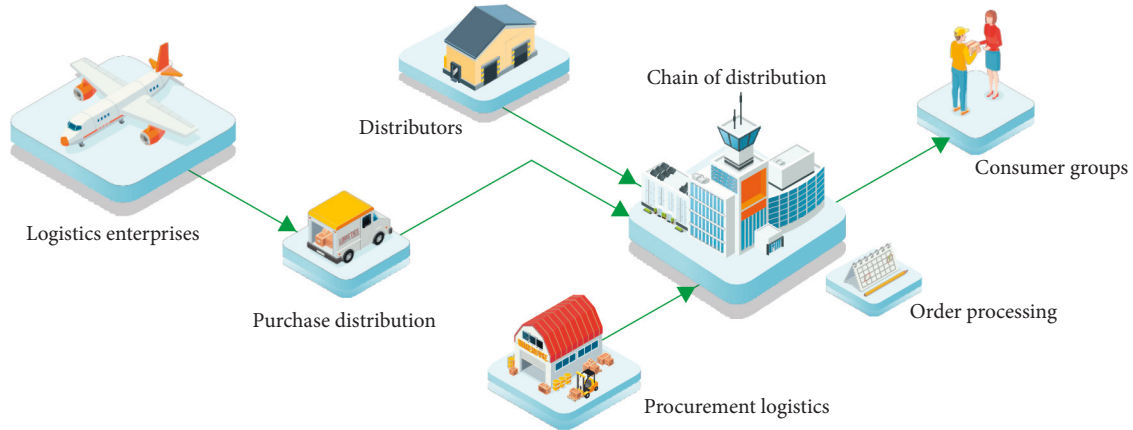 Chain of distribution
Distributors
Consumer groups
Logistics enterprises
Purchase distribution
Order processing
Procurement logistics